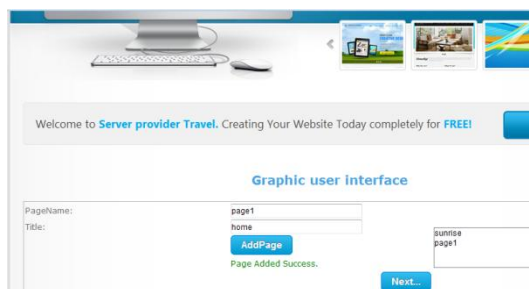 Welcome to Server provider Travel. Creating Your Website Today completely for FREE!
Graphic user interface
PageName: page1
Title: home
AddPage
sunrise
page1
Page Added Success.
Next...